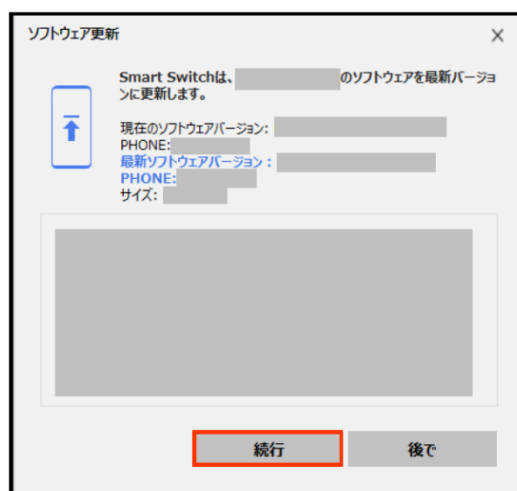 ソフトウェア更新
Smart Switchは、 のソフトウェアを最新バージョ
ンに更新します。
現在のソフトウェアバージョン:
PHONE:
最新ソフトウェアバージョン :
PHONE:
サイズ:
続行
後で